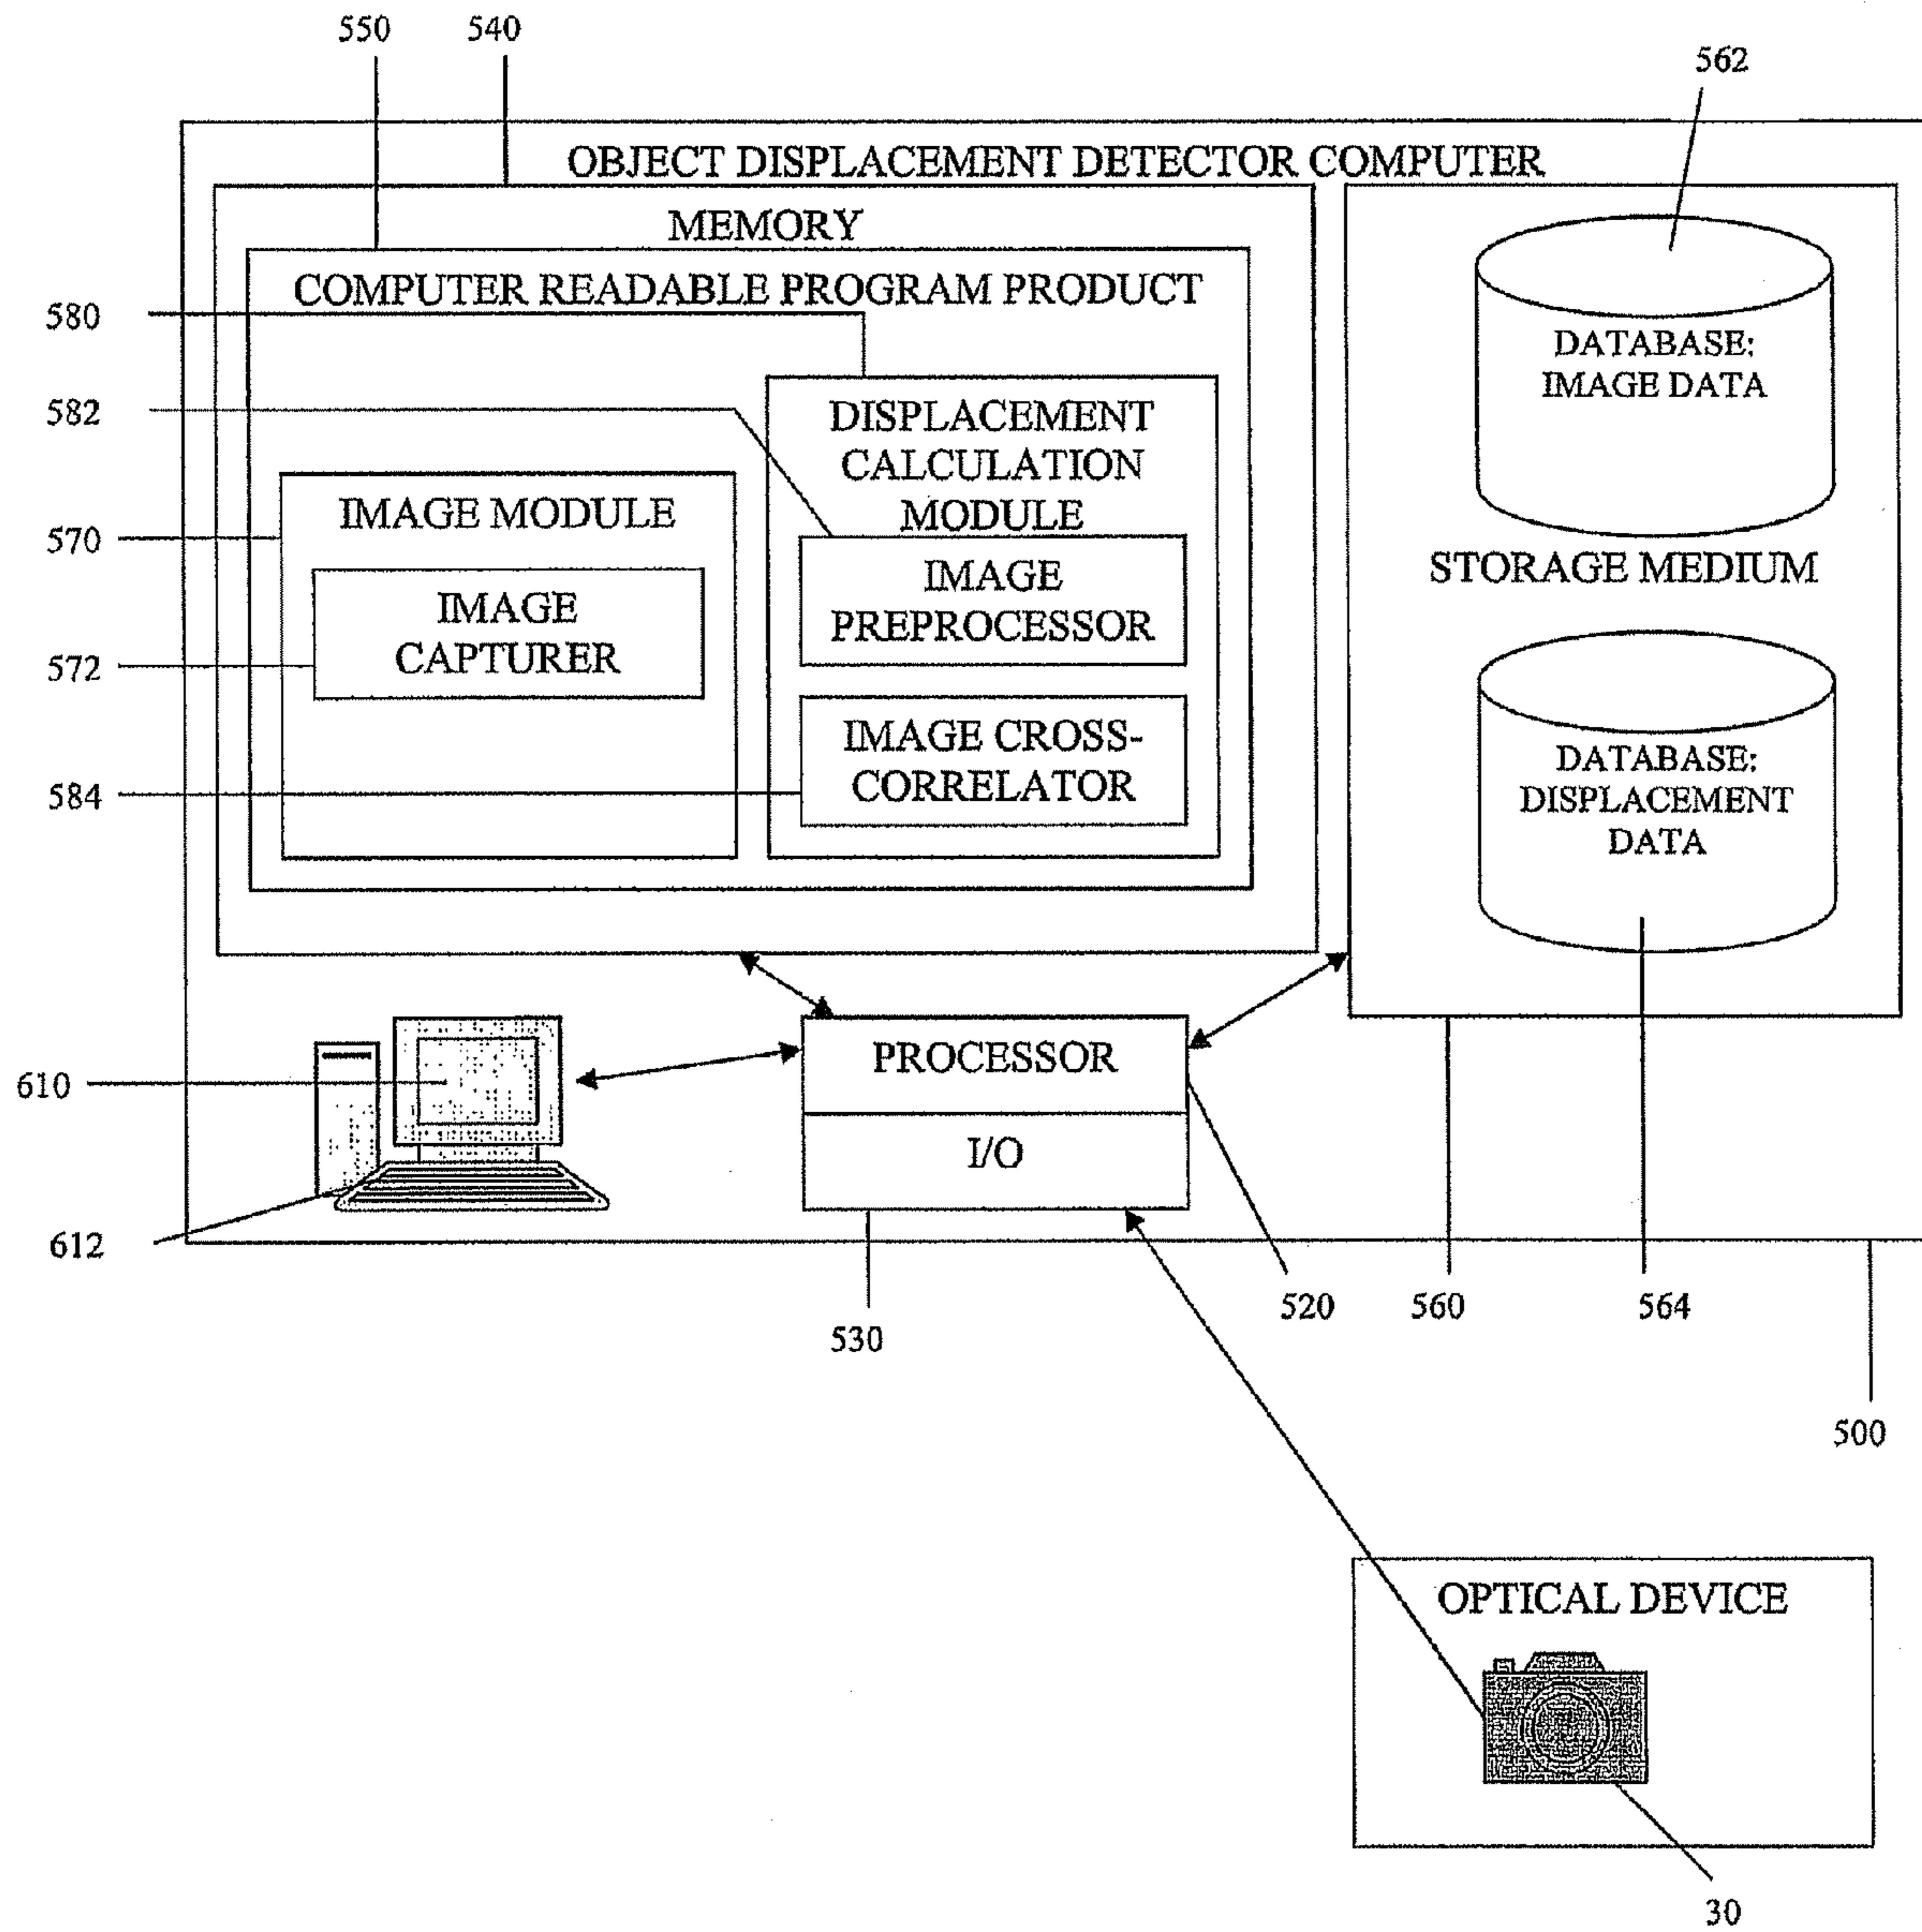 550
540
562
OBJECT DISPLACEMENT DETECTOR COMPUTER
MEMORY
COMPUTER READABLE PROGRAM PRODUCT
580
582
570
572
584
IMAGE MODULE
IMAGE
CAPTURER
DISPLACEMENT
CALCULATION
MODULE
IMAGE
PREPROCESSOR
IMAGE CROSS-
CORRELATOR
DATABASE:
IMAGE DATA
STORAGE MEDIUM
DATABASE:
DISPLACEMENT
DATA
610
PROCESSOR
I/O
612
530
520
560
564
500
OPTICAL DEVICE
30